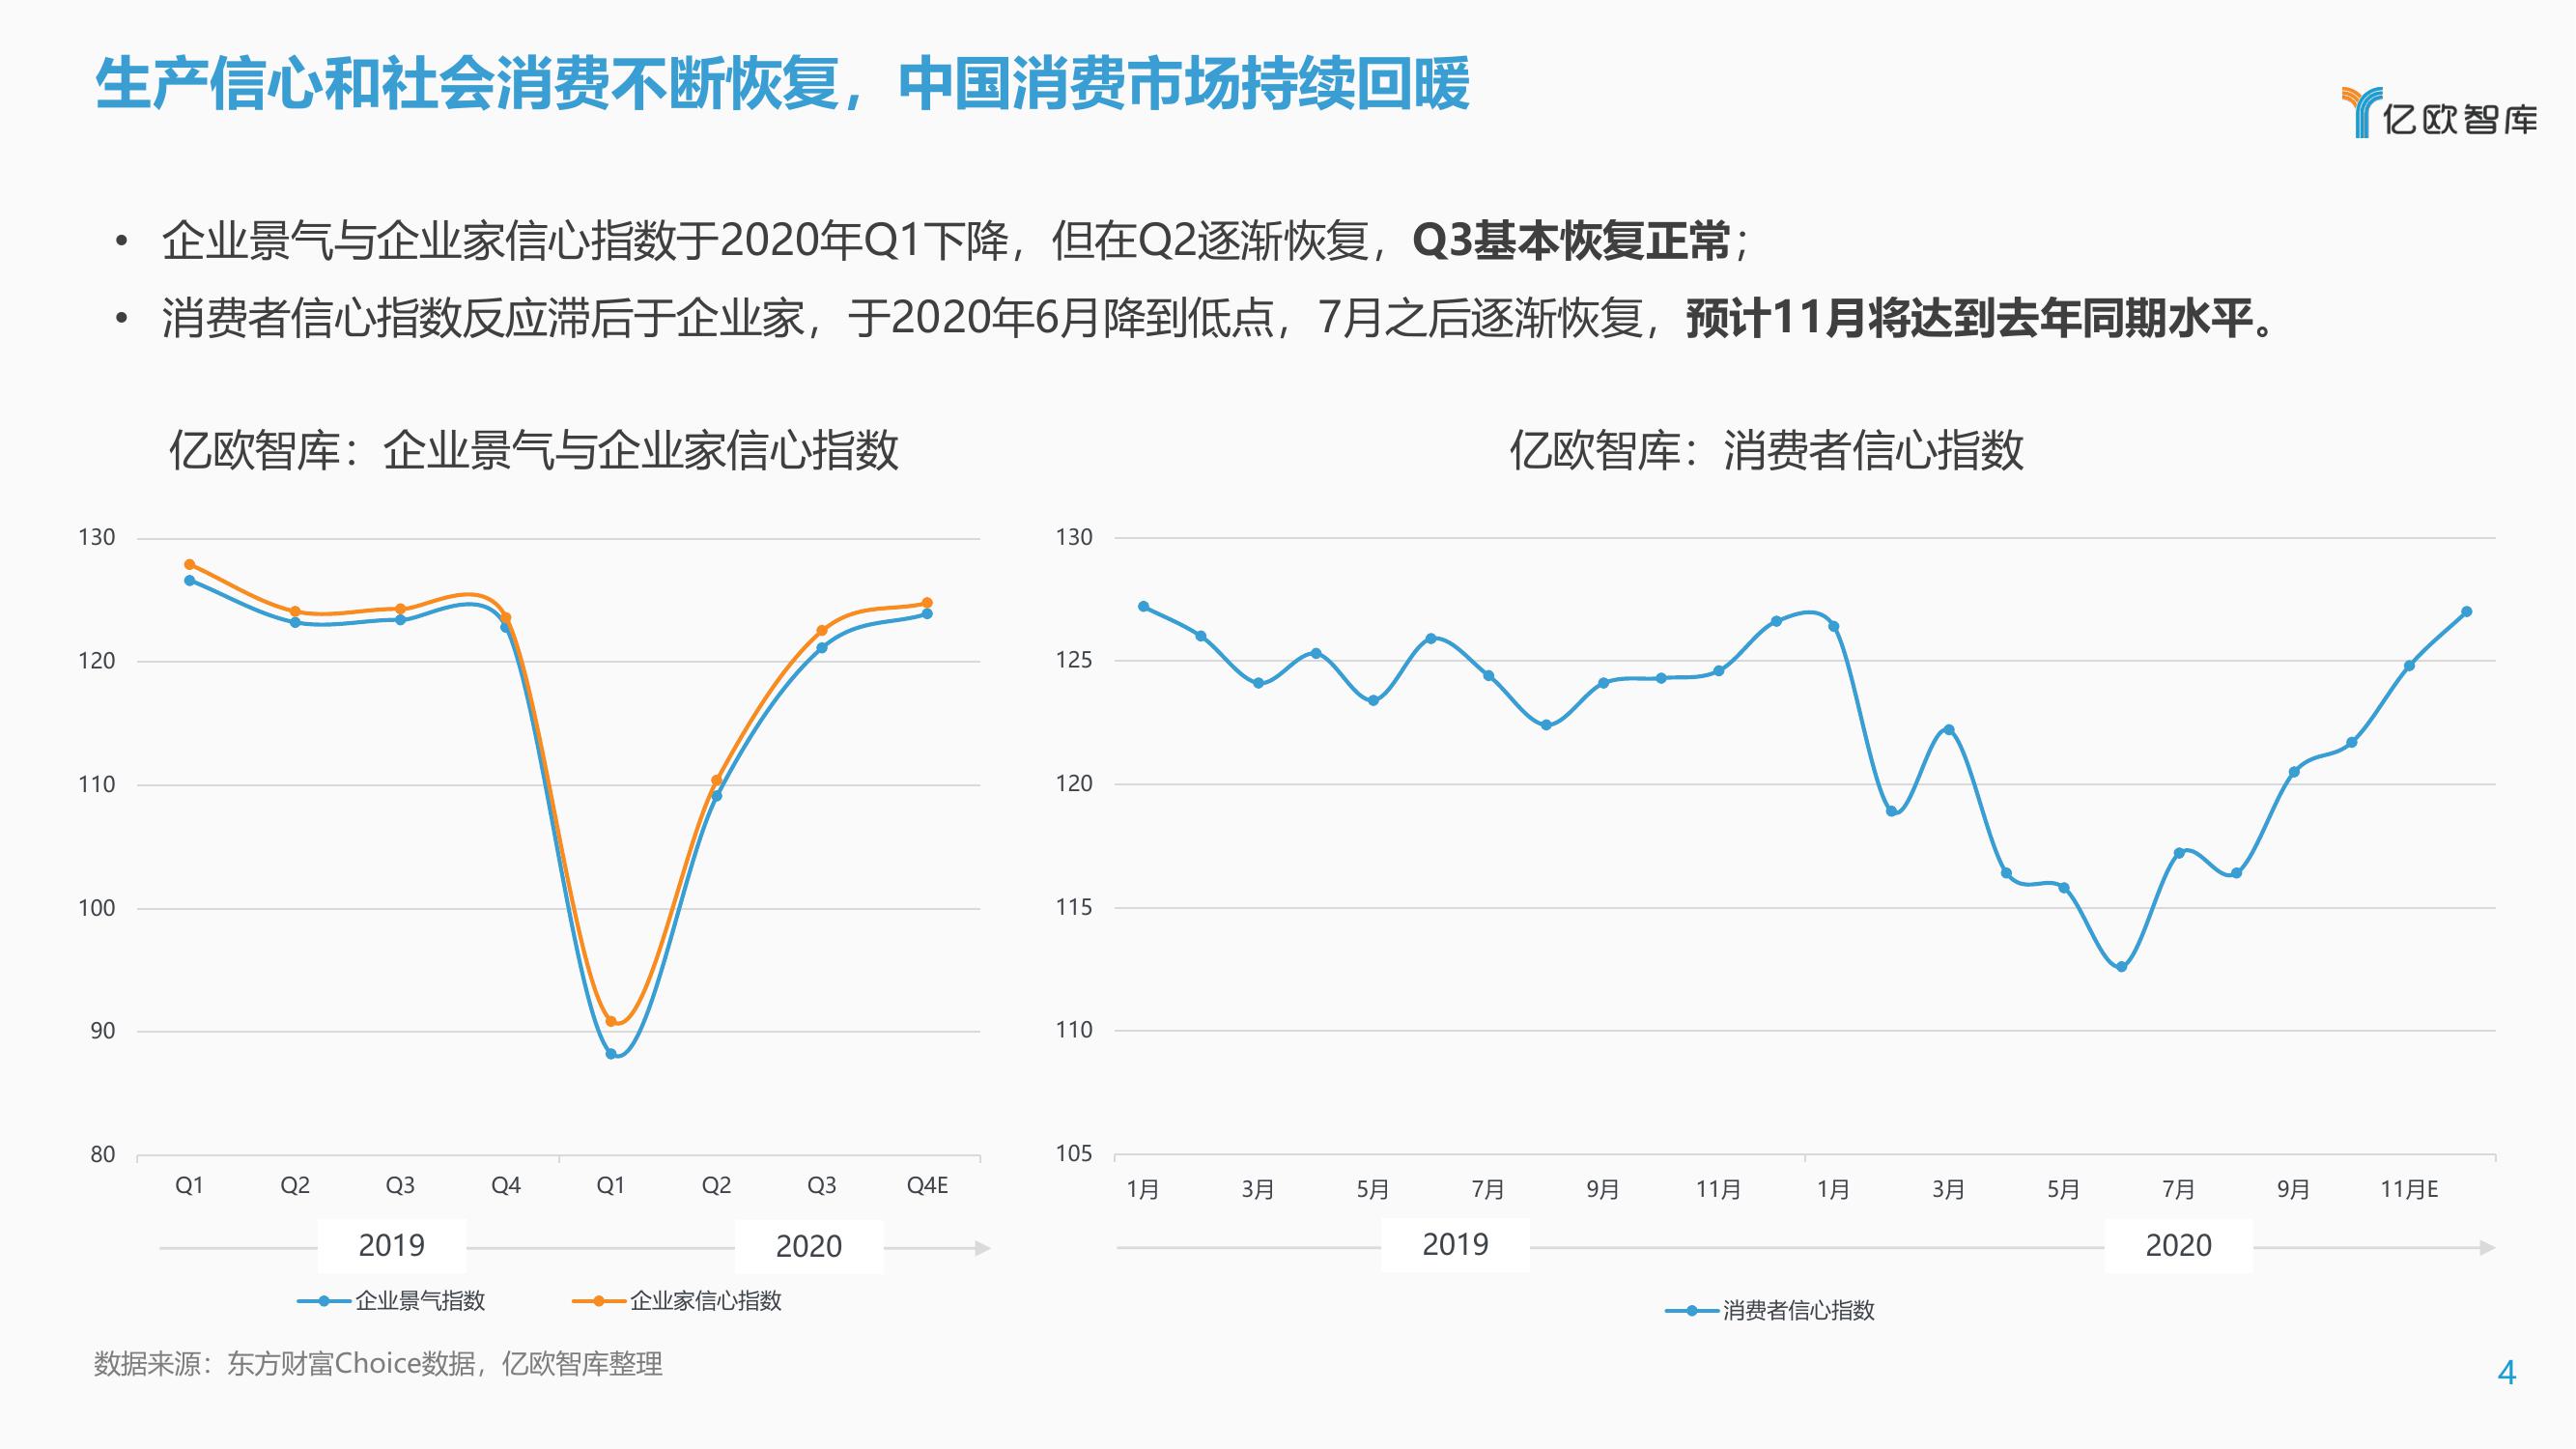 生产信心和社会消费不断恢复，中国消费市场持续回暖
亿欧智库
• 企业景气与企业家信心指数于2020年Q1下降，但在Q2逐渐恢复，Q3基本恢复正常；
• 消费者信心指数反应滞后于企业家，于2020年6月降到低点，7月之后逐渐恢复，预计11月将达到去年同期水平。
亿欧智库：企业景气与企业家信心指数
130
120
110
100
90
80
Q1 Q2 Q3 Q4 Q1 Q2 Q3 Q4E
2019 2020
企业景气指数 企业家信心指数
亿欧智库：消费者信心指数
130
125
120
115
110
105
1月 3月 5月 7月 9月 11月 1月 3月 5月 7月 9月 11月E
2019 2020
消费者信心指数
数据来源：东方财富Choice数据，亿欧智库整理
4